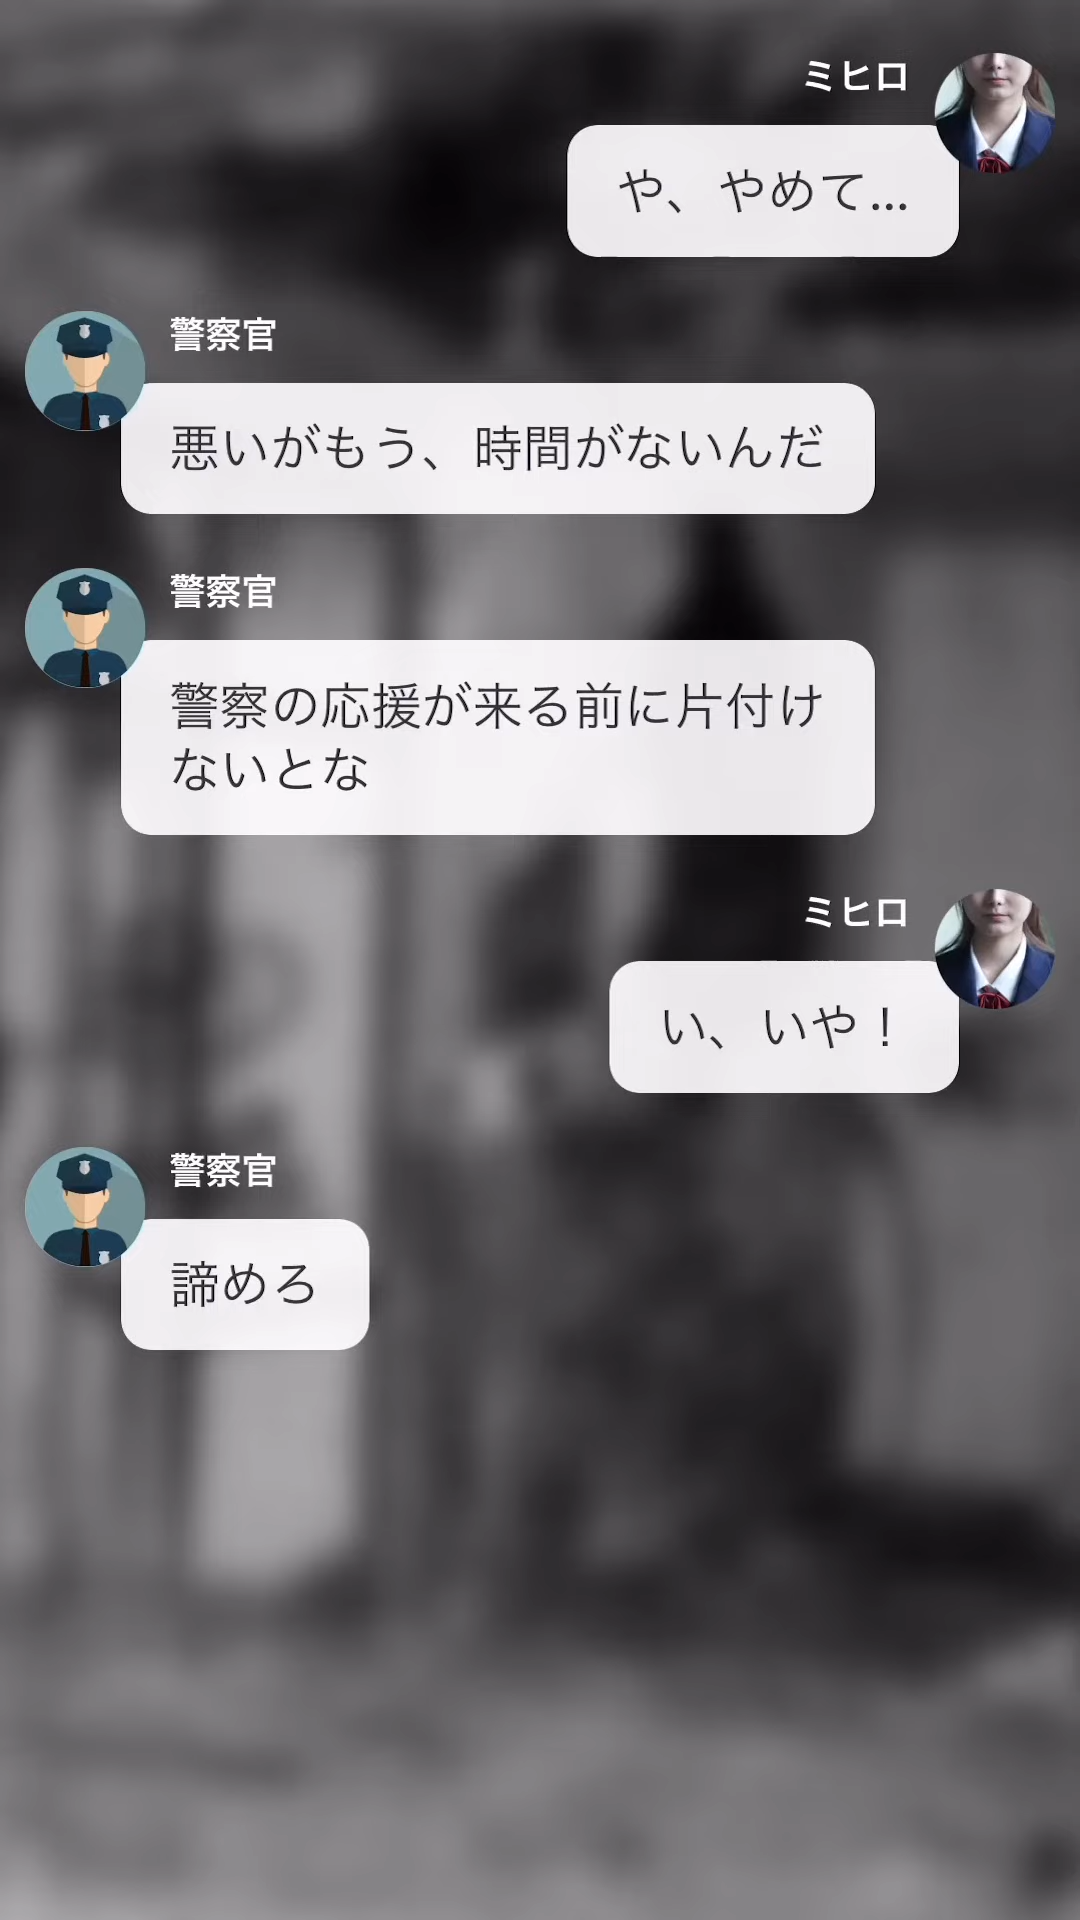 ミヒロ
や、やめて...
警察官
悪いがもう、時間がないんだ
警察官
警察の応援が来る前に片付け
ないとな
ミヒロ
い、いや！
警察官
諦めろ